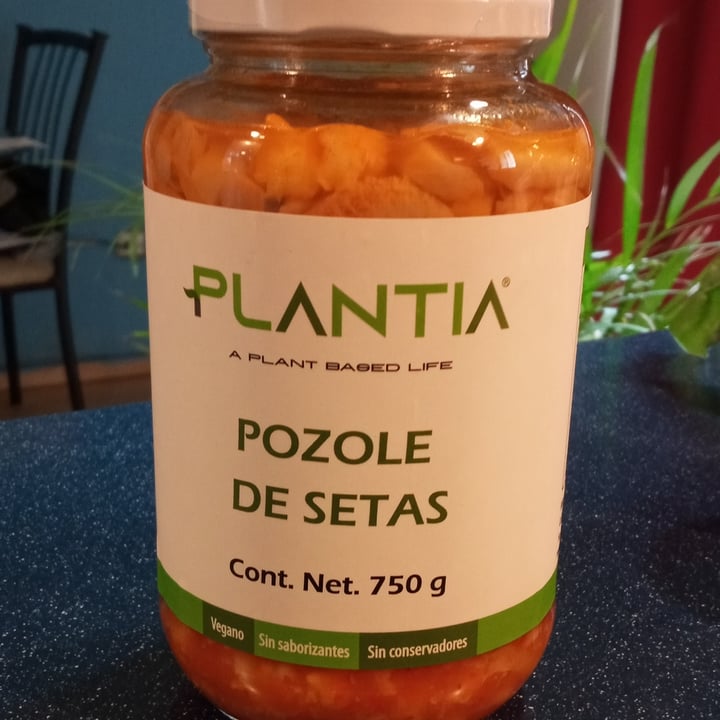 PLANTIA®
A PLANT BASED LIFE
POZOLE
DE SETAS
Cont. Net. 750 g
Vegano Sin saborizantes Sin conservadores